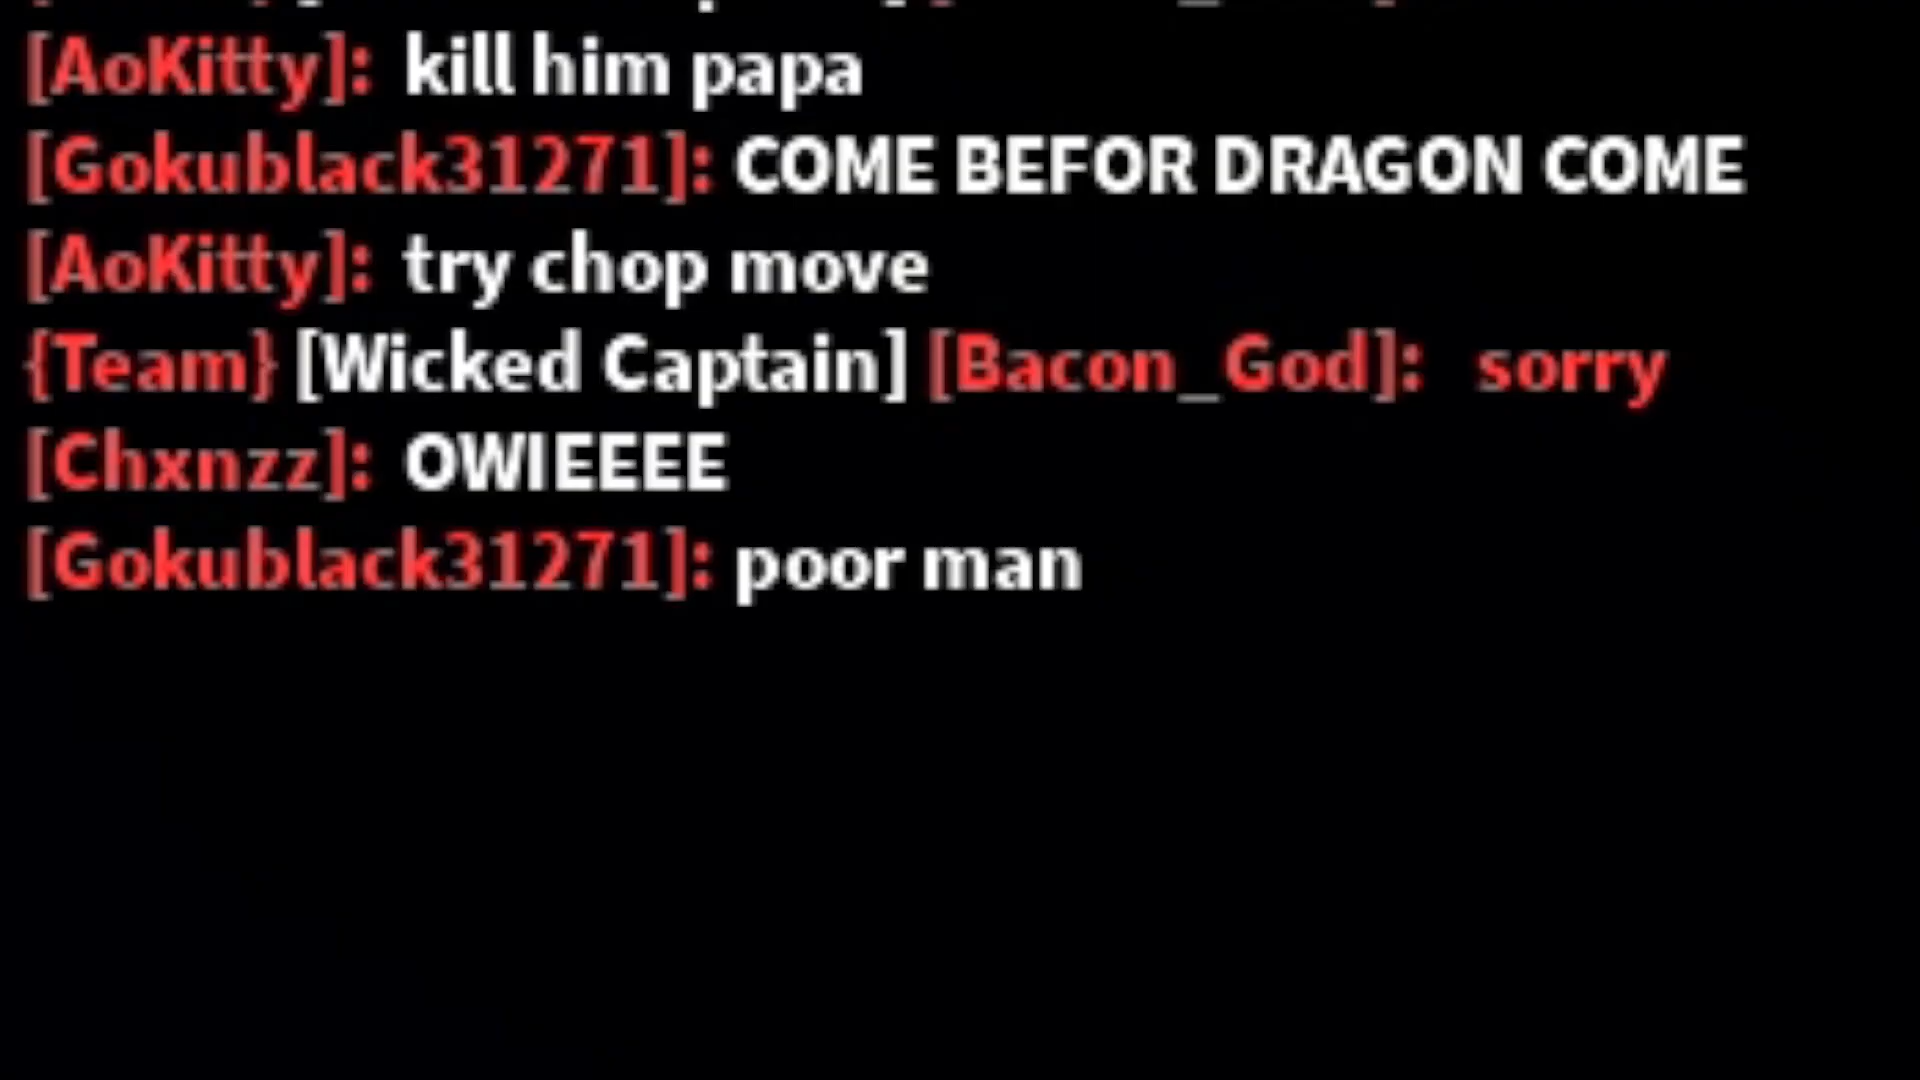 [AoKitty]: kill him papa
[Gokublack31271]: COME BEFOR DRAGON COME
[AoKitty]: try chop move
{Team} [Wicked Captain] [Bacon_God]: sorry
[Chxnzz]: OWIEEEE
[Gokublack31271]: poor man